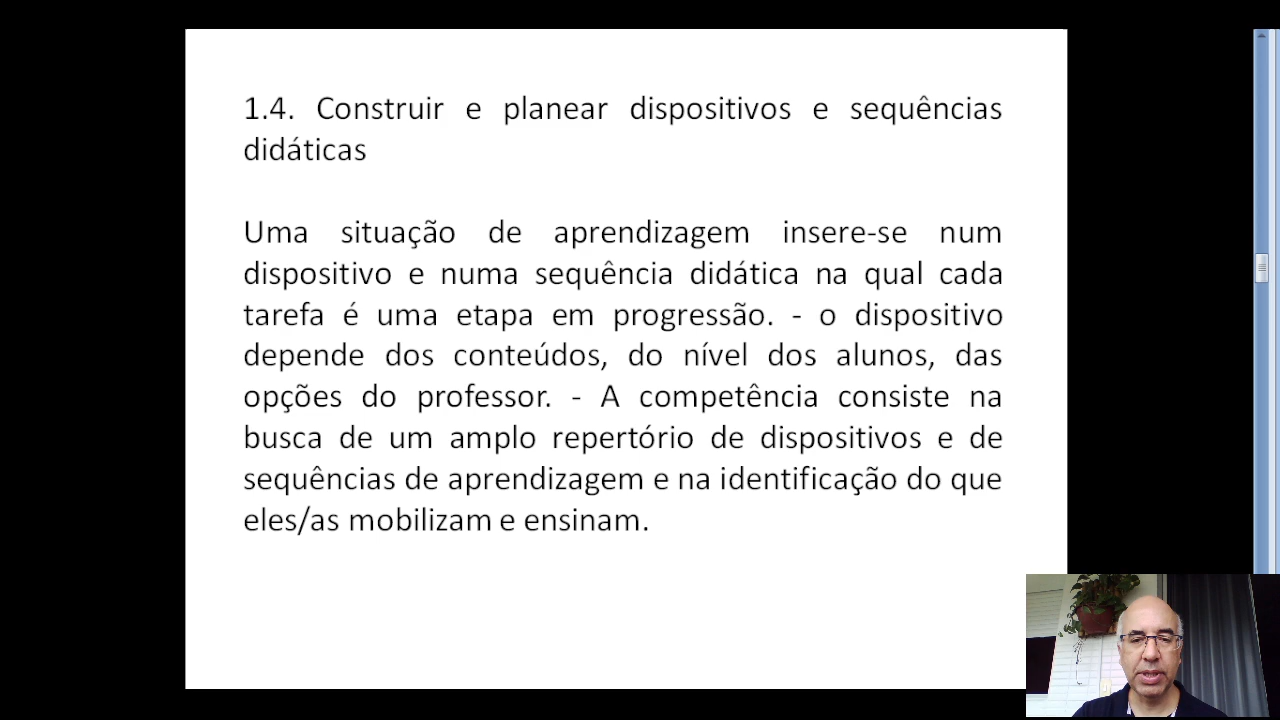 1.4. Construir e planear dispositivos e sequências
didáticas
Uma situação de aprendizagem insere-se num
dispositivo e numa sequência didática na qual cada
tarefa é uma etapa em progressão. - o dispositivo
depende dos conteúdos, do nível dos alunos, das
opções do professor. - A competência consiste na
busca de um amplo repertório de dispositivos e de
sequências de aprendizagem e na identificação do que
eles/as mobilizam e ensinam.